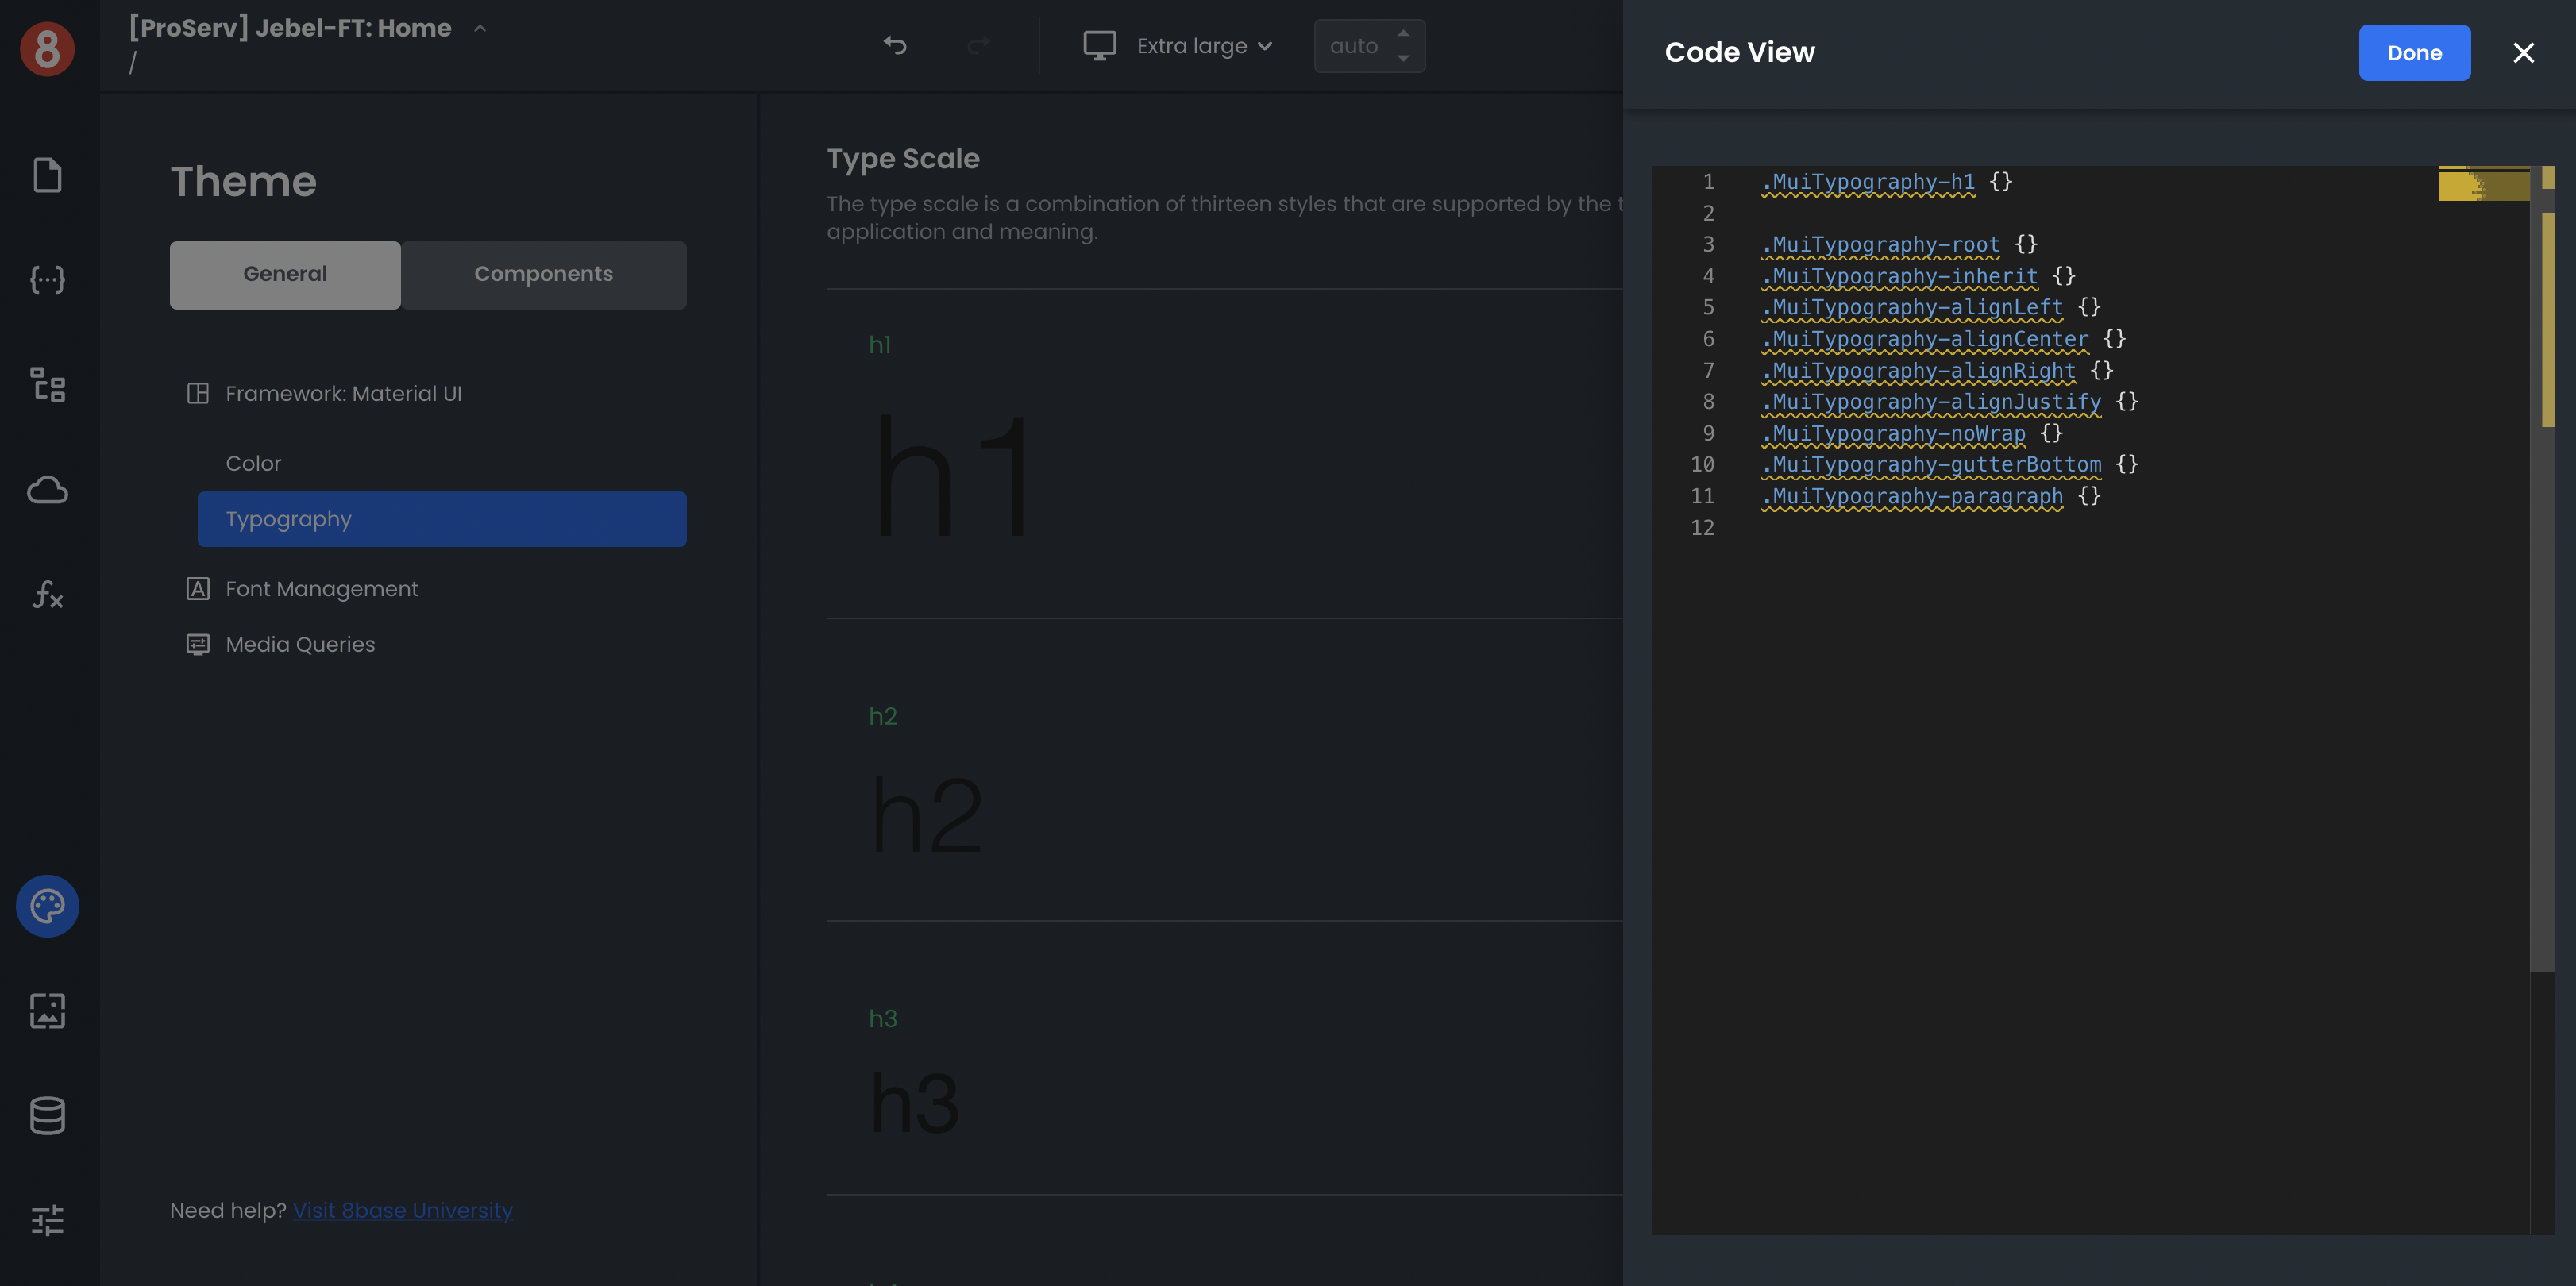 8
[ProServ] Jebel-FT: Home
/
Extra large
auto
Code View
Done
Theme
General
Components
Framework: Material UI
Color
Typography
Font Management
Media Queries
Need help? Visit 8base University
Type Scale
The type scale is a combination of thirteen styles that are supported by the t
application and meaning.
h1
h1
h2
h2
h3
h3
1 .MuiTypography-h1 {}
2
3 .MuiTypography-root {}
4 .MuiTypography-inherit {}
5 .MuiTypography-alignLeft {}
6 .MuiTypography-alignCenter {}
7 .MuiTypography-alignRight {}
8 .MuiTypography-alignJustify {}
9 .MuiTypography-noWrap {}
10 .MuiTypography-gutterBottom {}
11 .MuiTypography-paragraph {}
12